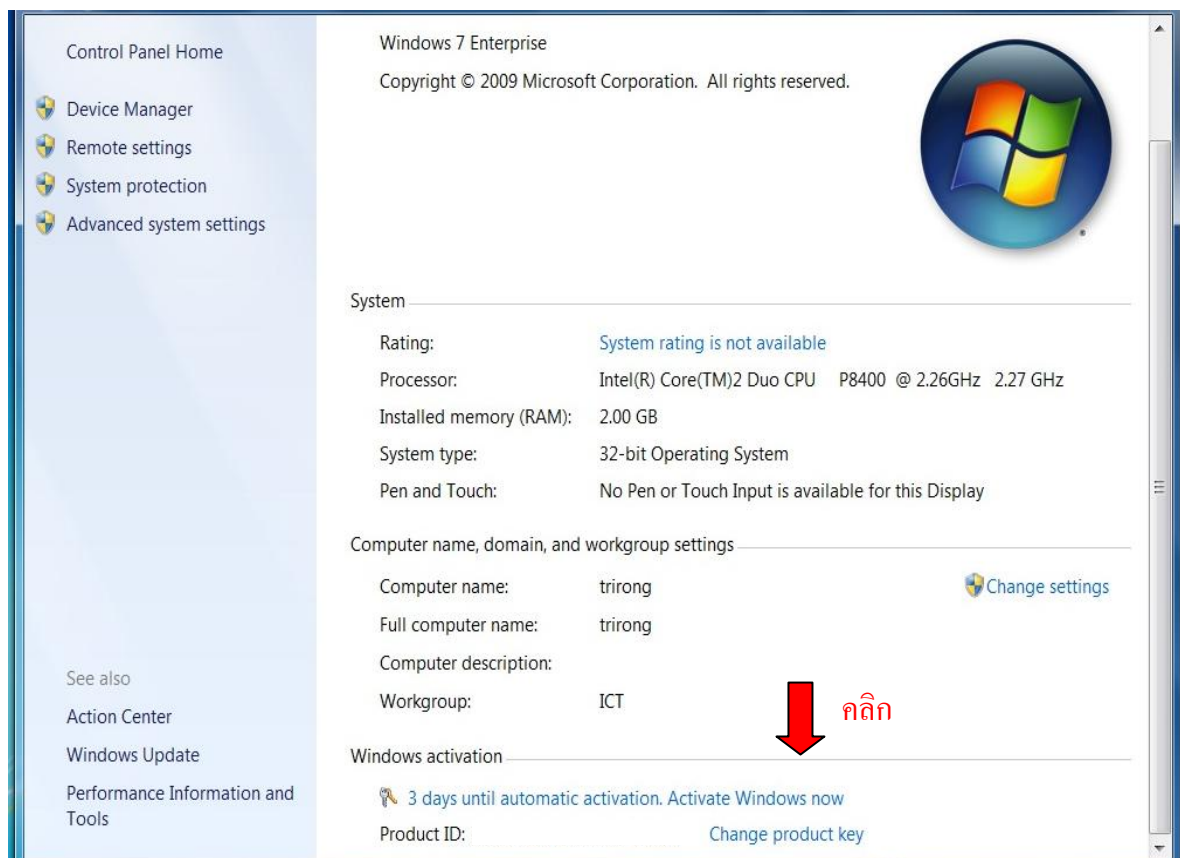 Control Panel Home
Device Manager
Remote settings
System protection
Advanced system settings
See also
Action Center
Windows Update
Performance Information and
Tools
Windows 7 Enterprise
Copyright © 2009 Microsoft Corporation. All rights reserved.
System
Rating: System rating is not available
Processor: Intel(R) Core(TM)2 Duo CPU P8400 @ 2.26GHz 2.27 GHz
Installed memory (RAM): 2.00 GB
System type: 32-bit Operating System
Pen and Touch: No Pen or Touch Input is available for this Display
Computer name, domain, and workgroup settings
Computer name: trirong Change settings
Full computer name: trirong
Computer description:
Workgroup: ICT
คลิก
Windows activation
3 days until automatic activation. Activate Windows now
Product ID: Change product key